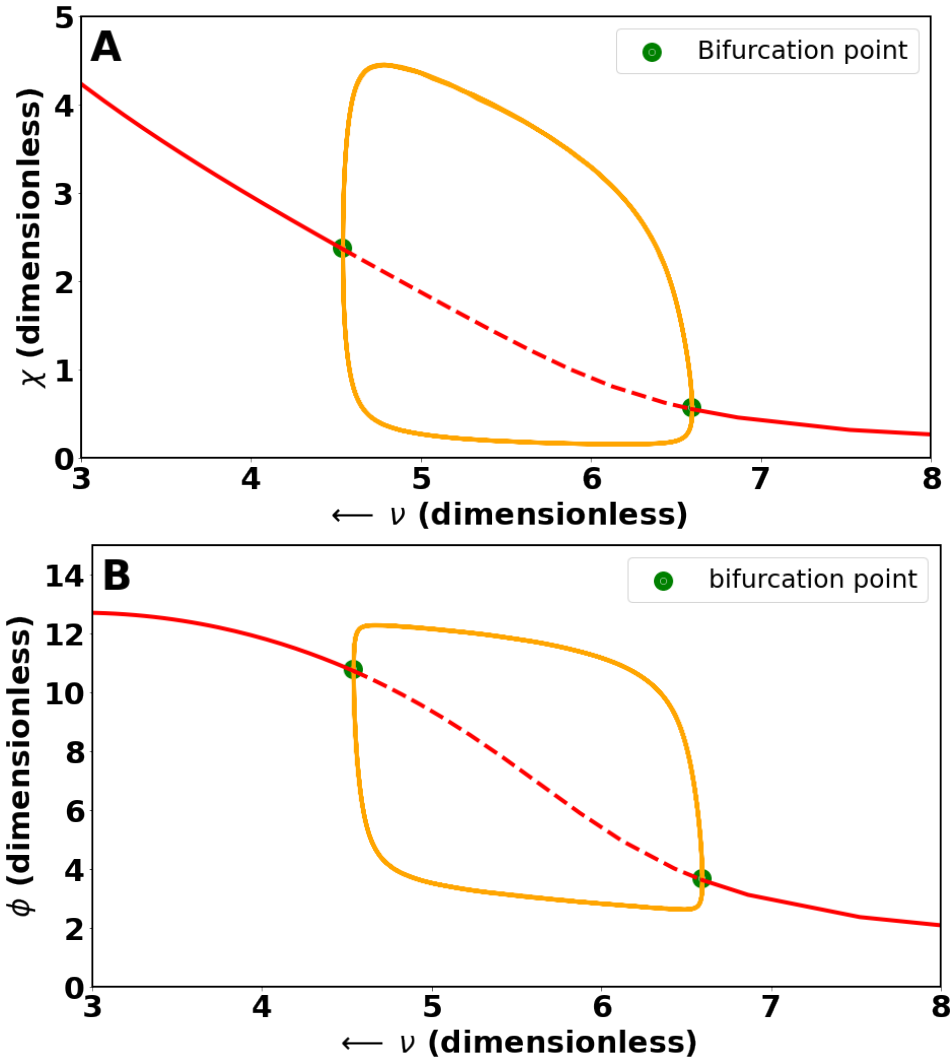 A
Bifurcation point
5
4
3
2
1
0
χ (dimensionless)
3 4 5 6 7 8
⟵ ν (dimensionless)
B
bifurcation point
14
12
10
8
6
4
2
0
ϕ (dimensionless)
3 4 5 6 7 8
⟵ ν (dimensionless)